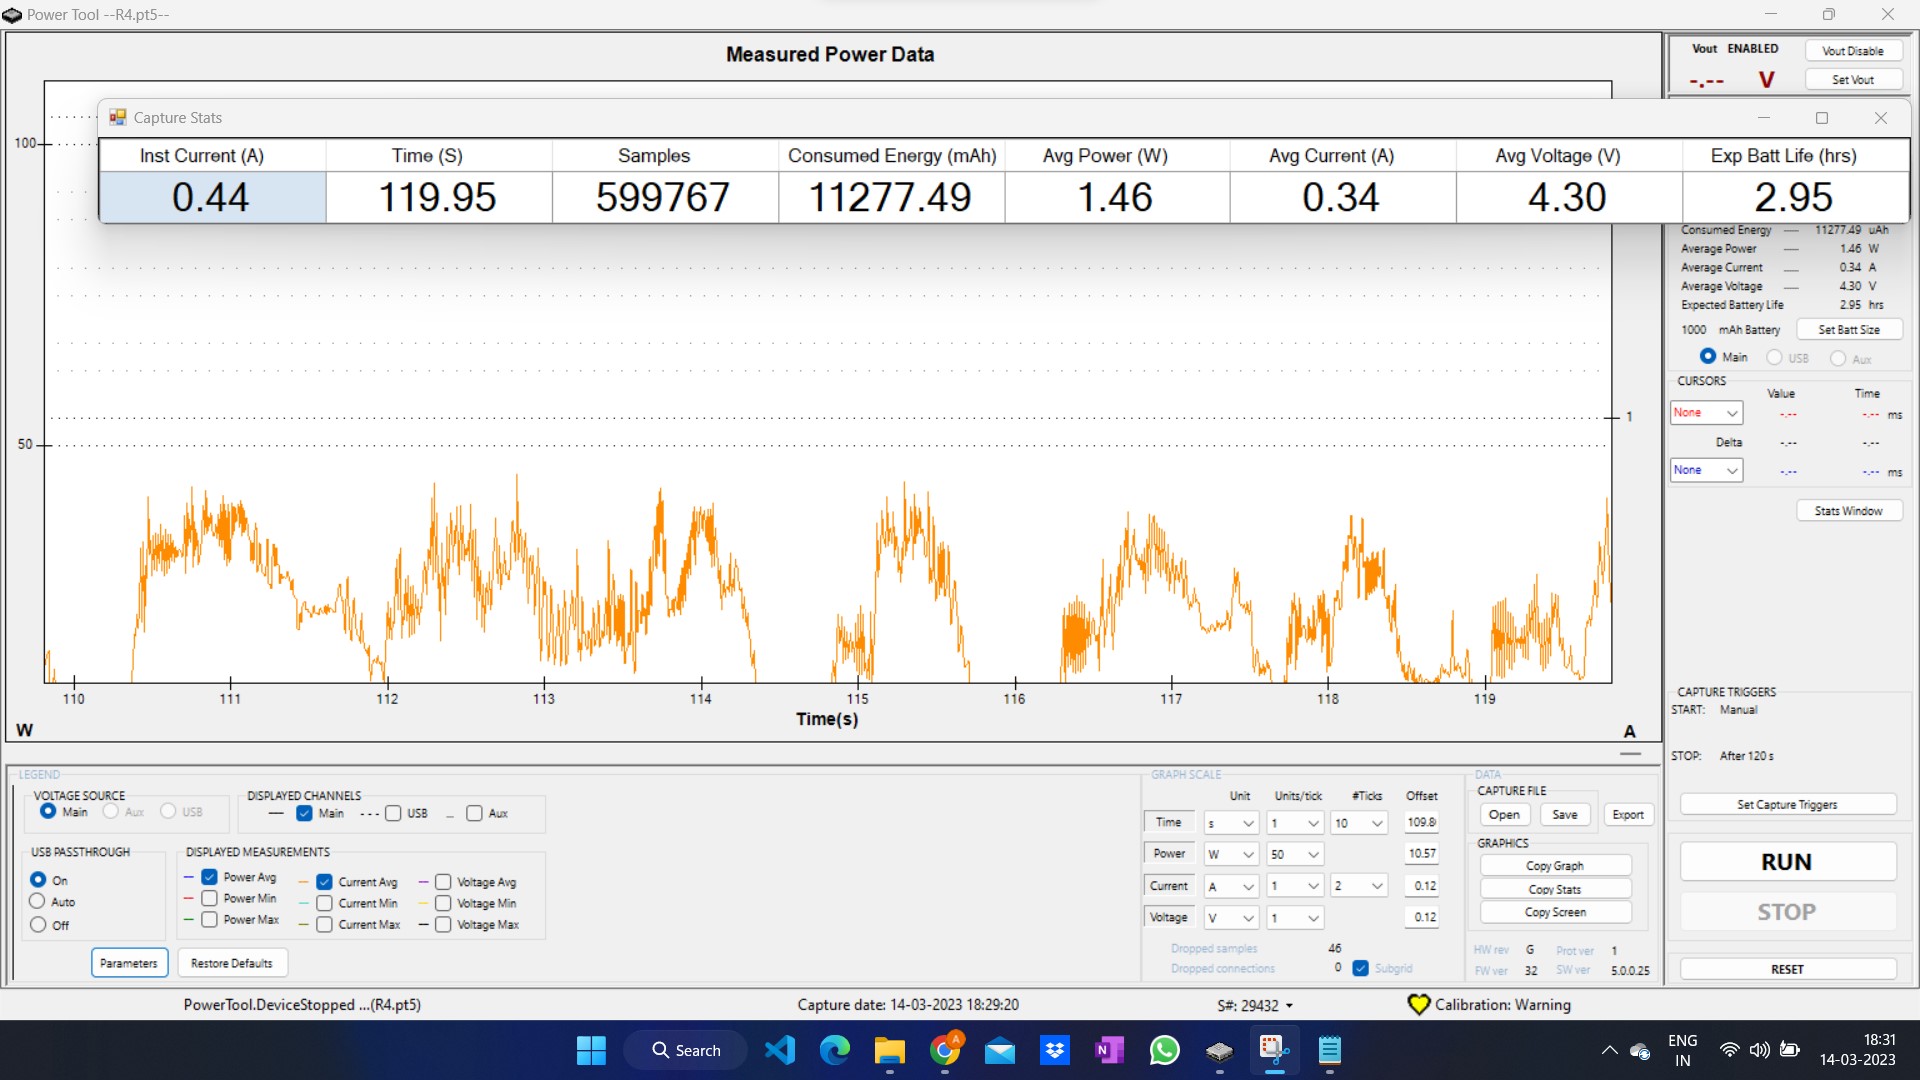 Power Tool --R4.pt5--
Measured Power Data
Vout ENABLED
Vout Disable
-.-- V
Set Vout
Capture Stats
Inst Current (A) Time (S) Samples Consumed Energy (mAh) Avg Power (W) Avg Current (A) Avg Voltage (V) Exp Batt Life (hrs)
0.44 119.95 599767 11277.49 1.46 0.34 4.30 2.95
100
50
1
110 111 112 113 114 115 116 117 118 119
Time(s)
W
A
Consumed Energy 11277.49 uAh
Average Power 1.46 W
Average Current 0.34 A
Average Voltage 4.30 V
Expected Battery Life 2.95 hrs
1000 mAh Battery Set Batt Size
Main USB Aux
CURSORS
Value Time
None -.-- -.-- ms
Delta -.-- -.--
None -.-- -.-- ms
Stats Window
CAPTURE TRIGGERS
START: Manual
STOP: After 120 s
Set Capture Triggers
RUN
STOP
RESET
LEGEND
VOLTAGE SOURCE
Main Aux USB
DISPLAYED CHANNELS
Main USB Aux
USB PASSTHROUGH
On
Auto
Off
DISPLAYED MEASUREMENTS
Power Avg Current Avg Voltage Avg
Power Min Current Min Voltage Min
Power Max Current Max Voltage Max
Parameters Restore Defaults
GRAPH SCALE
Unit Units/tick #Ticks Offset
Time s 1 10 109.8
Power W 50 10.57
Current A 1 2 0.12
Voltage V 1 0.12
Dropped samples 46
Dropped connections 0 Subgrid
DATA
CAPTURE FILE
Open Save Export
GRAPHICS
Copy Graph
Copy Stats
Copy Screen
HW rev G Prot ver 1
FW ver 32 SW ver 5.0.0.25
PowerTool.DeviceStopped ...(R4.pt5) Capture date: 14-03-2023 18:29:20 S#: 29432 Calibration: Warning
Search
A
N
ENG
IN
18:31
14-03-2023